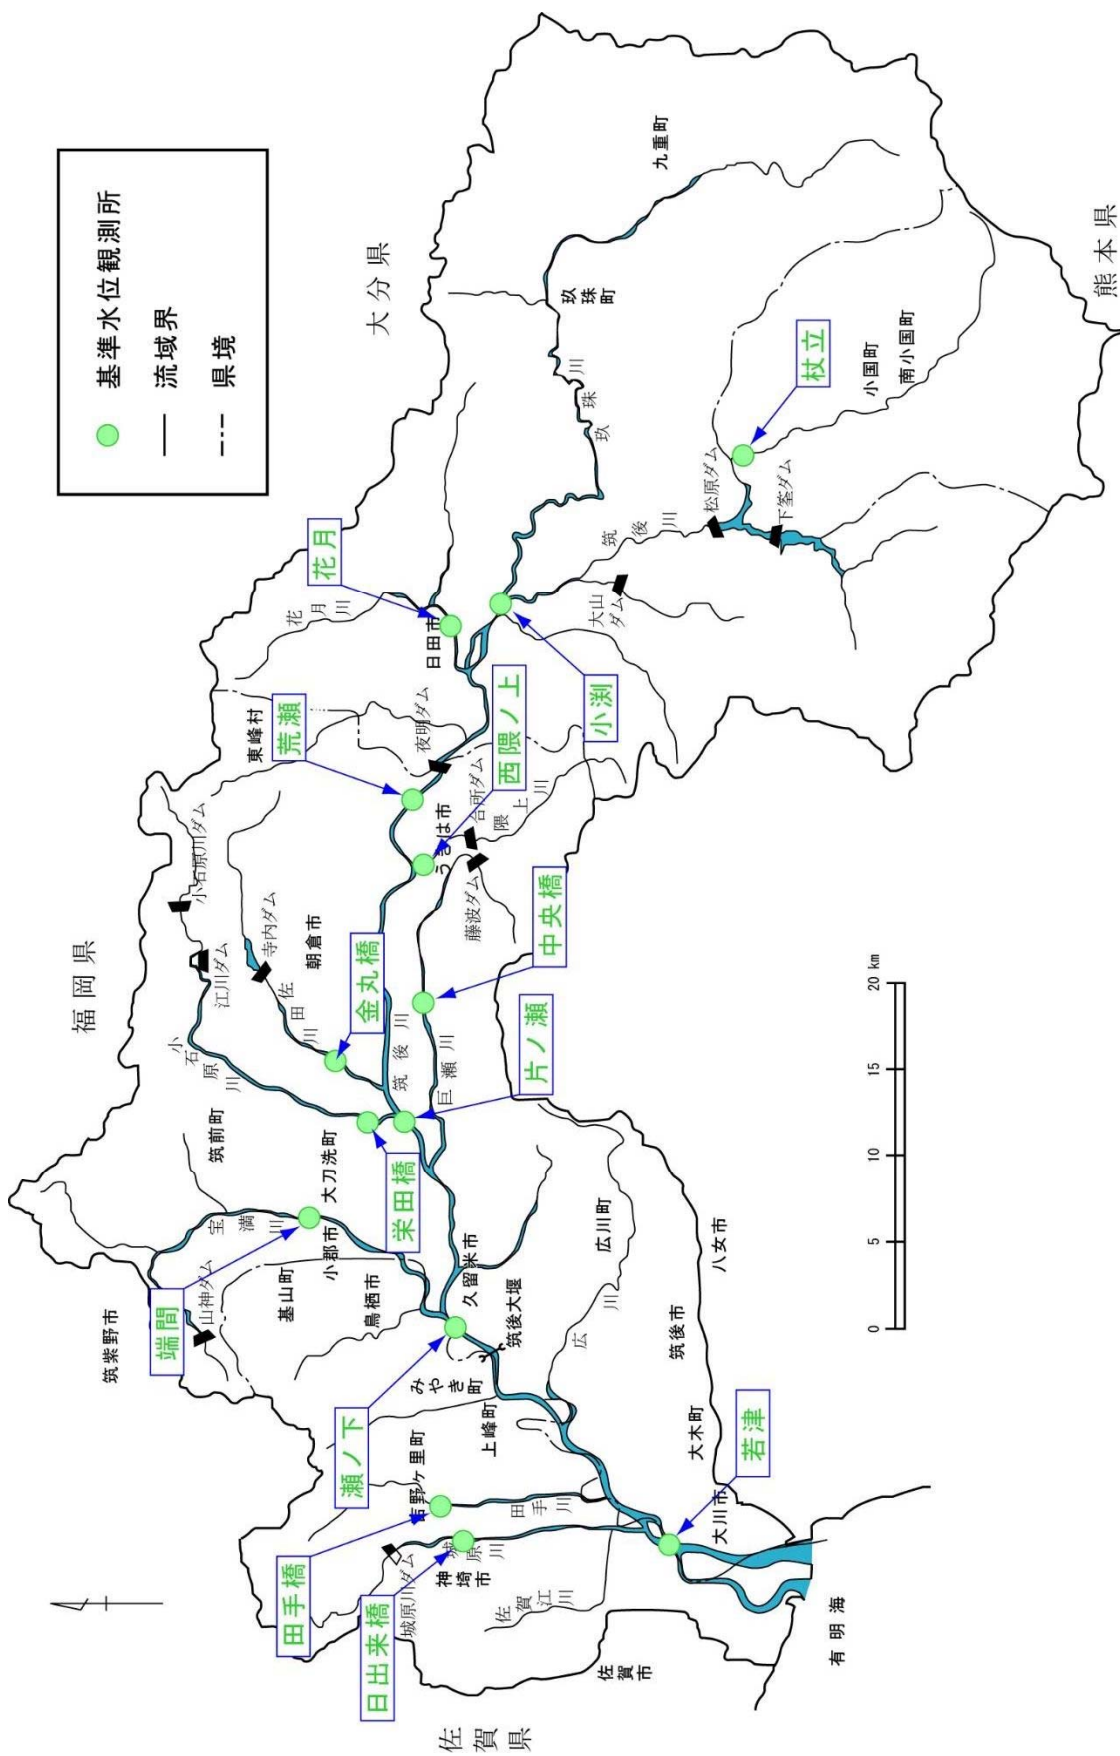 基準水位観測所
流域界
県境
福岡県
大分県
熊本県
佐賀県
有明海
筑紫野市
山神ダム
端間
基山町
小郡市
宝満川
大刀洗町
筑前町
鳥栖市
久留米市
筑後大堰
みやき町
上峰町
瀬ノ下
吉野ヶ里町
田手橋
田手川
日出来橋
城原川ダム
城原川
神埼市
佐賀江川
佐賀市
若津
大川市
大木町
筑後市
八女市
広川町
広川
小石原川
江川ダム
小石原川ダム
寺内ダム
佐田川
朝倉市
金丸橋
栄田橋
片ノ瀬
筑後川
巨瀬川
中央橋
藤波ダム
合所ダム
隈上川
うきは市
西隈ノ上
荒瀬
東峰村
夜明ダム
花月川
花月
日田市
小渕
大山ダム
筑後川
松原ダム
下筌ダム
杖立
小国町
南小国町
玖珠川
玖珠町
九重町
0
5
10
15
20 km